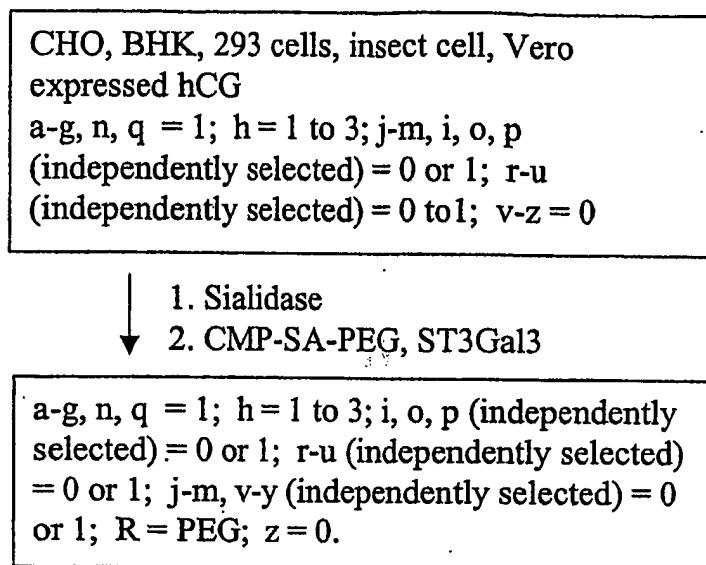 CHO, BHK, 293 cells, insect cell, Vero
expressed hCG
a-g, n, q = 1; h = 1 to 3; j-m, i, o, p
(independently selected) = 0 or 1; r-u
(independently selected) = 0 to1; v-z = 0
1. Sialidase
2. CMP-SA-PEG, ST3Gal3
a-g, n, q = 1; h = 1 to 3; i, o, p (independently
selected) = 0 or 1; r-u (independently selected)
= 0 or 1; j-m, v-y (independently selected) = 0
or 1; R = PEG; z = 0.